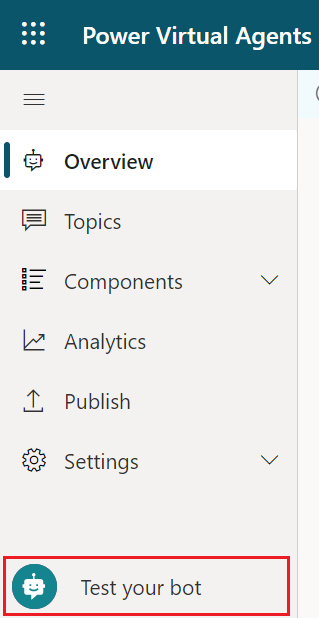 Power Virtual Agents
Overview
Topics
Components
Analytics
Publish
Settings
Test your bot